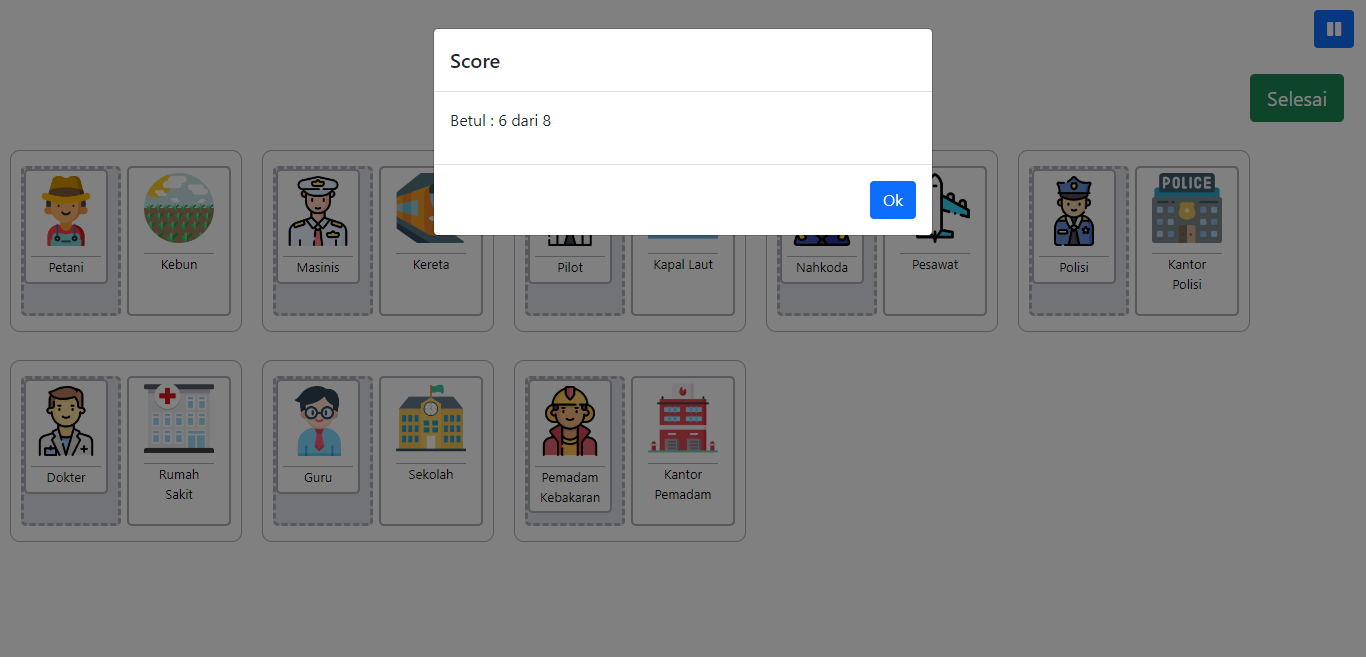 Score
Selesai
Betul : 6 dari 8
Ok
Petani
Kebun
Masinis
Kereta
Pilot
Kapal Laut
Nahkoda
Pesawat
Polisi
POLICE
Kantor
Polisi
Dokter
Rumah
Sakit
Guru
Sekolah
Pemadam
Kebakaran
Kantor
Pemadam